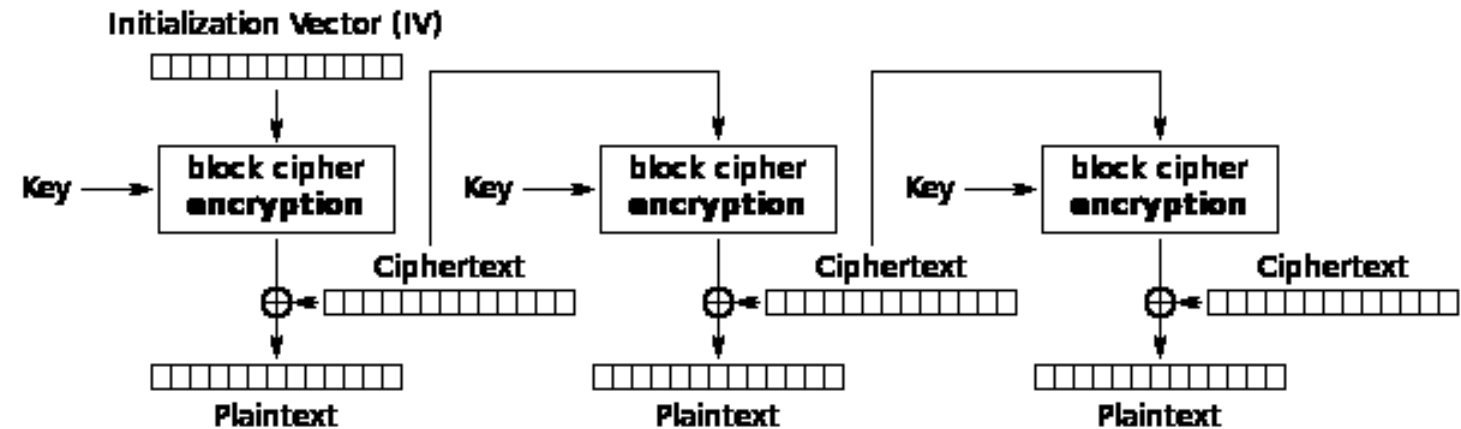 Initialization Vector (IV)
Key
block cipher
encryption
Ciphertext
Plaintext
Key
block cipher
encryption
Ciphertext
Plaintext
Key
block cipher
encryption
Ciphertext
Plaintext